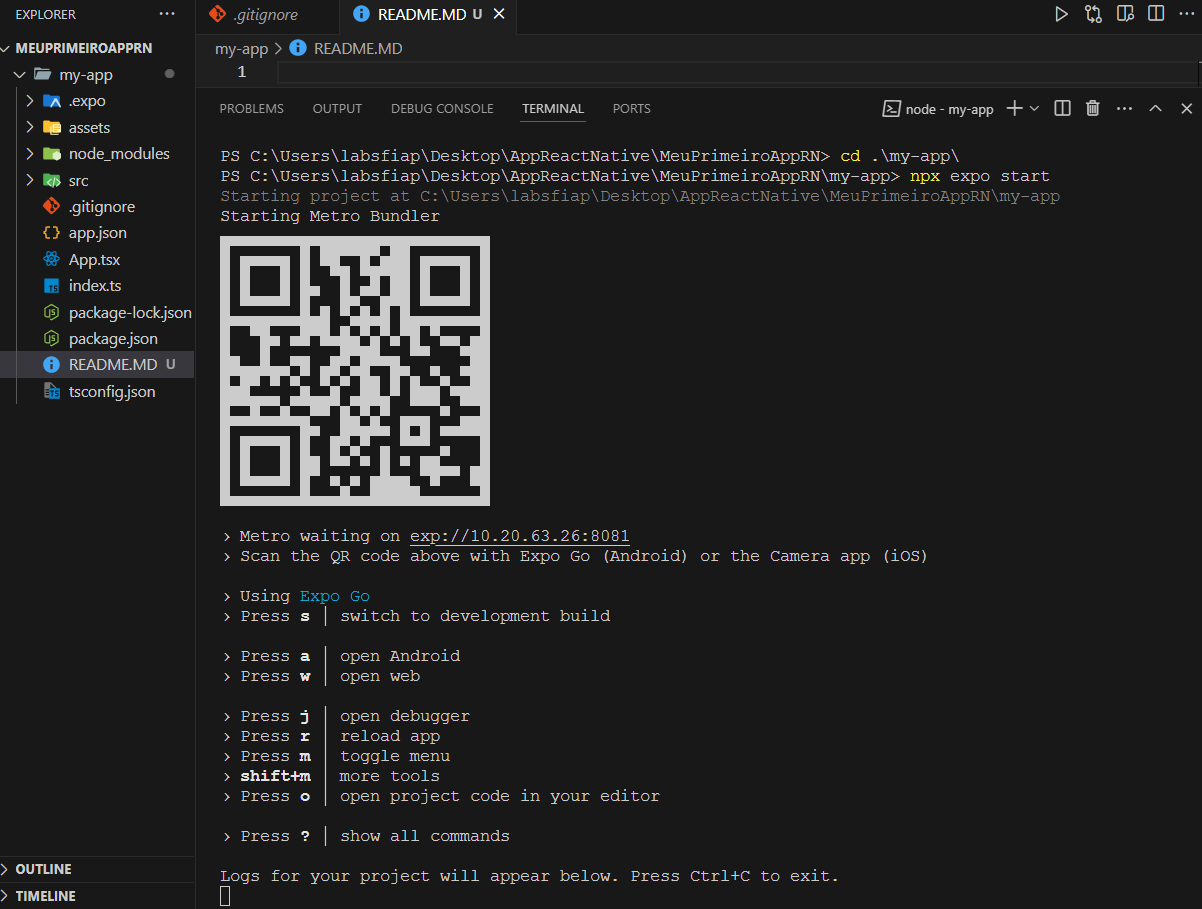 EXPLORER
.gitignore
README.MD U
MEUPRIMEIROAPPRN
my-app
.expo
assets
node_modules
src
.gitignore
app.json
App.tsx
index.ts
package-lock.json
package.json
README.MD U
tsconfig.json
OUTLINE
TIMELINE
my-app > README.MD
1
PROBLEMS OUTPUT DEBUG CONSOLE TERMINAL PORTS
node - my-app
PS C:\Users\labsfiap\Desktop\AppReactNative\MeuPrimeiroAppRN> cd .\my-app\
PS C:\Users\labsfiap\Desktop\AppReactNative\MeuPrimeiroAppRN\my-app> npx expo start
Starting project at C:\Users\labsfiap\Desktop\AppReactNative\MeuPrimeiroAppRN\my-app
Starting Metro Bundler
› Metro waiting on exp://10.20.63.26:8081
› Scan the QR code above with Expo Go (Android) or the Camera app (iOS)
› Using Expo Go
› Press s │ switch to development build
› Press a │ open Android
› Press w │ open web
› Press j │ open debugger
› Press r │ reload app
› Press m │ toggle menu
› shift+m │ more tools
› Press o │ open project code in your editor
› Press ? │ show all commands
Logs for your project will appear below. Press Ctrl+C to exit.